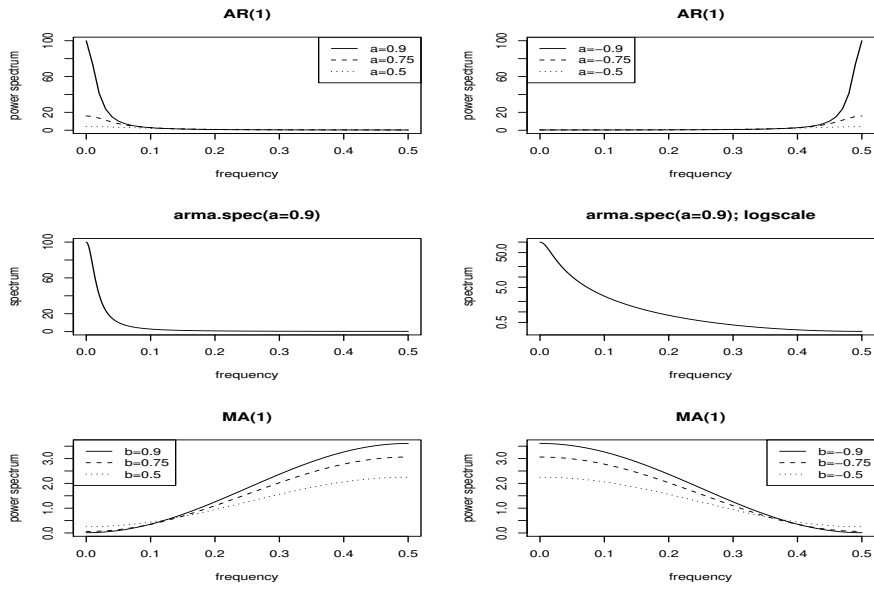 AR(1)
power spectrum
100
60
20
0
a=0.9
a=0.75
a=0.5
0.0 0.1 0.2 0.3 0.4 0.5
frequency
AR(1)
power spectrum
100
60
20
0
a=−0.9
a=−0.75
a=−0.5
0.0 0.1 0.2 0.3 0.4 0.5
frequency
arma.spec(a=0.9)
spectrum
100
60
20
0
0.0 0.1 0.2 0.3 0.4 0.5
frequency
arma.spec(a=0.9); logscale
spectrum
50.0
5.0
0.5
0.0 0.1 0.2 0.3 0.4 0.5
frequency
MA(1)
power spectrum
3.0
2.0
1.0
0.0
b=0.9
b=0.75
b=0.5
0.0 0.1 0.2 0.3 0.4 0.5
frequency
MA(1)
power spectrum
3.0
2.0
1.0
0.0
b=−0.9
b=−0.75
b=−0.5
0.0 0.1 0.2 0.3 0.4 0.5
frequency